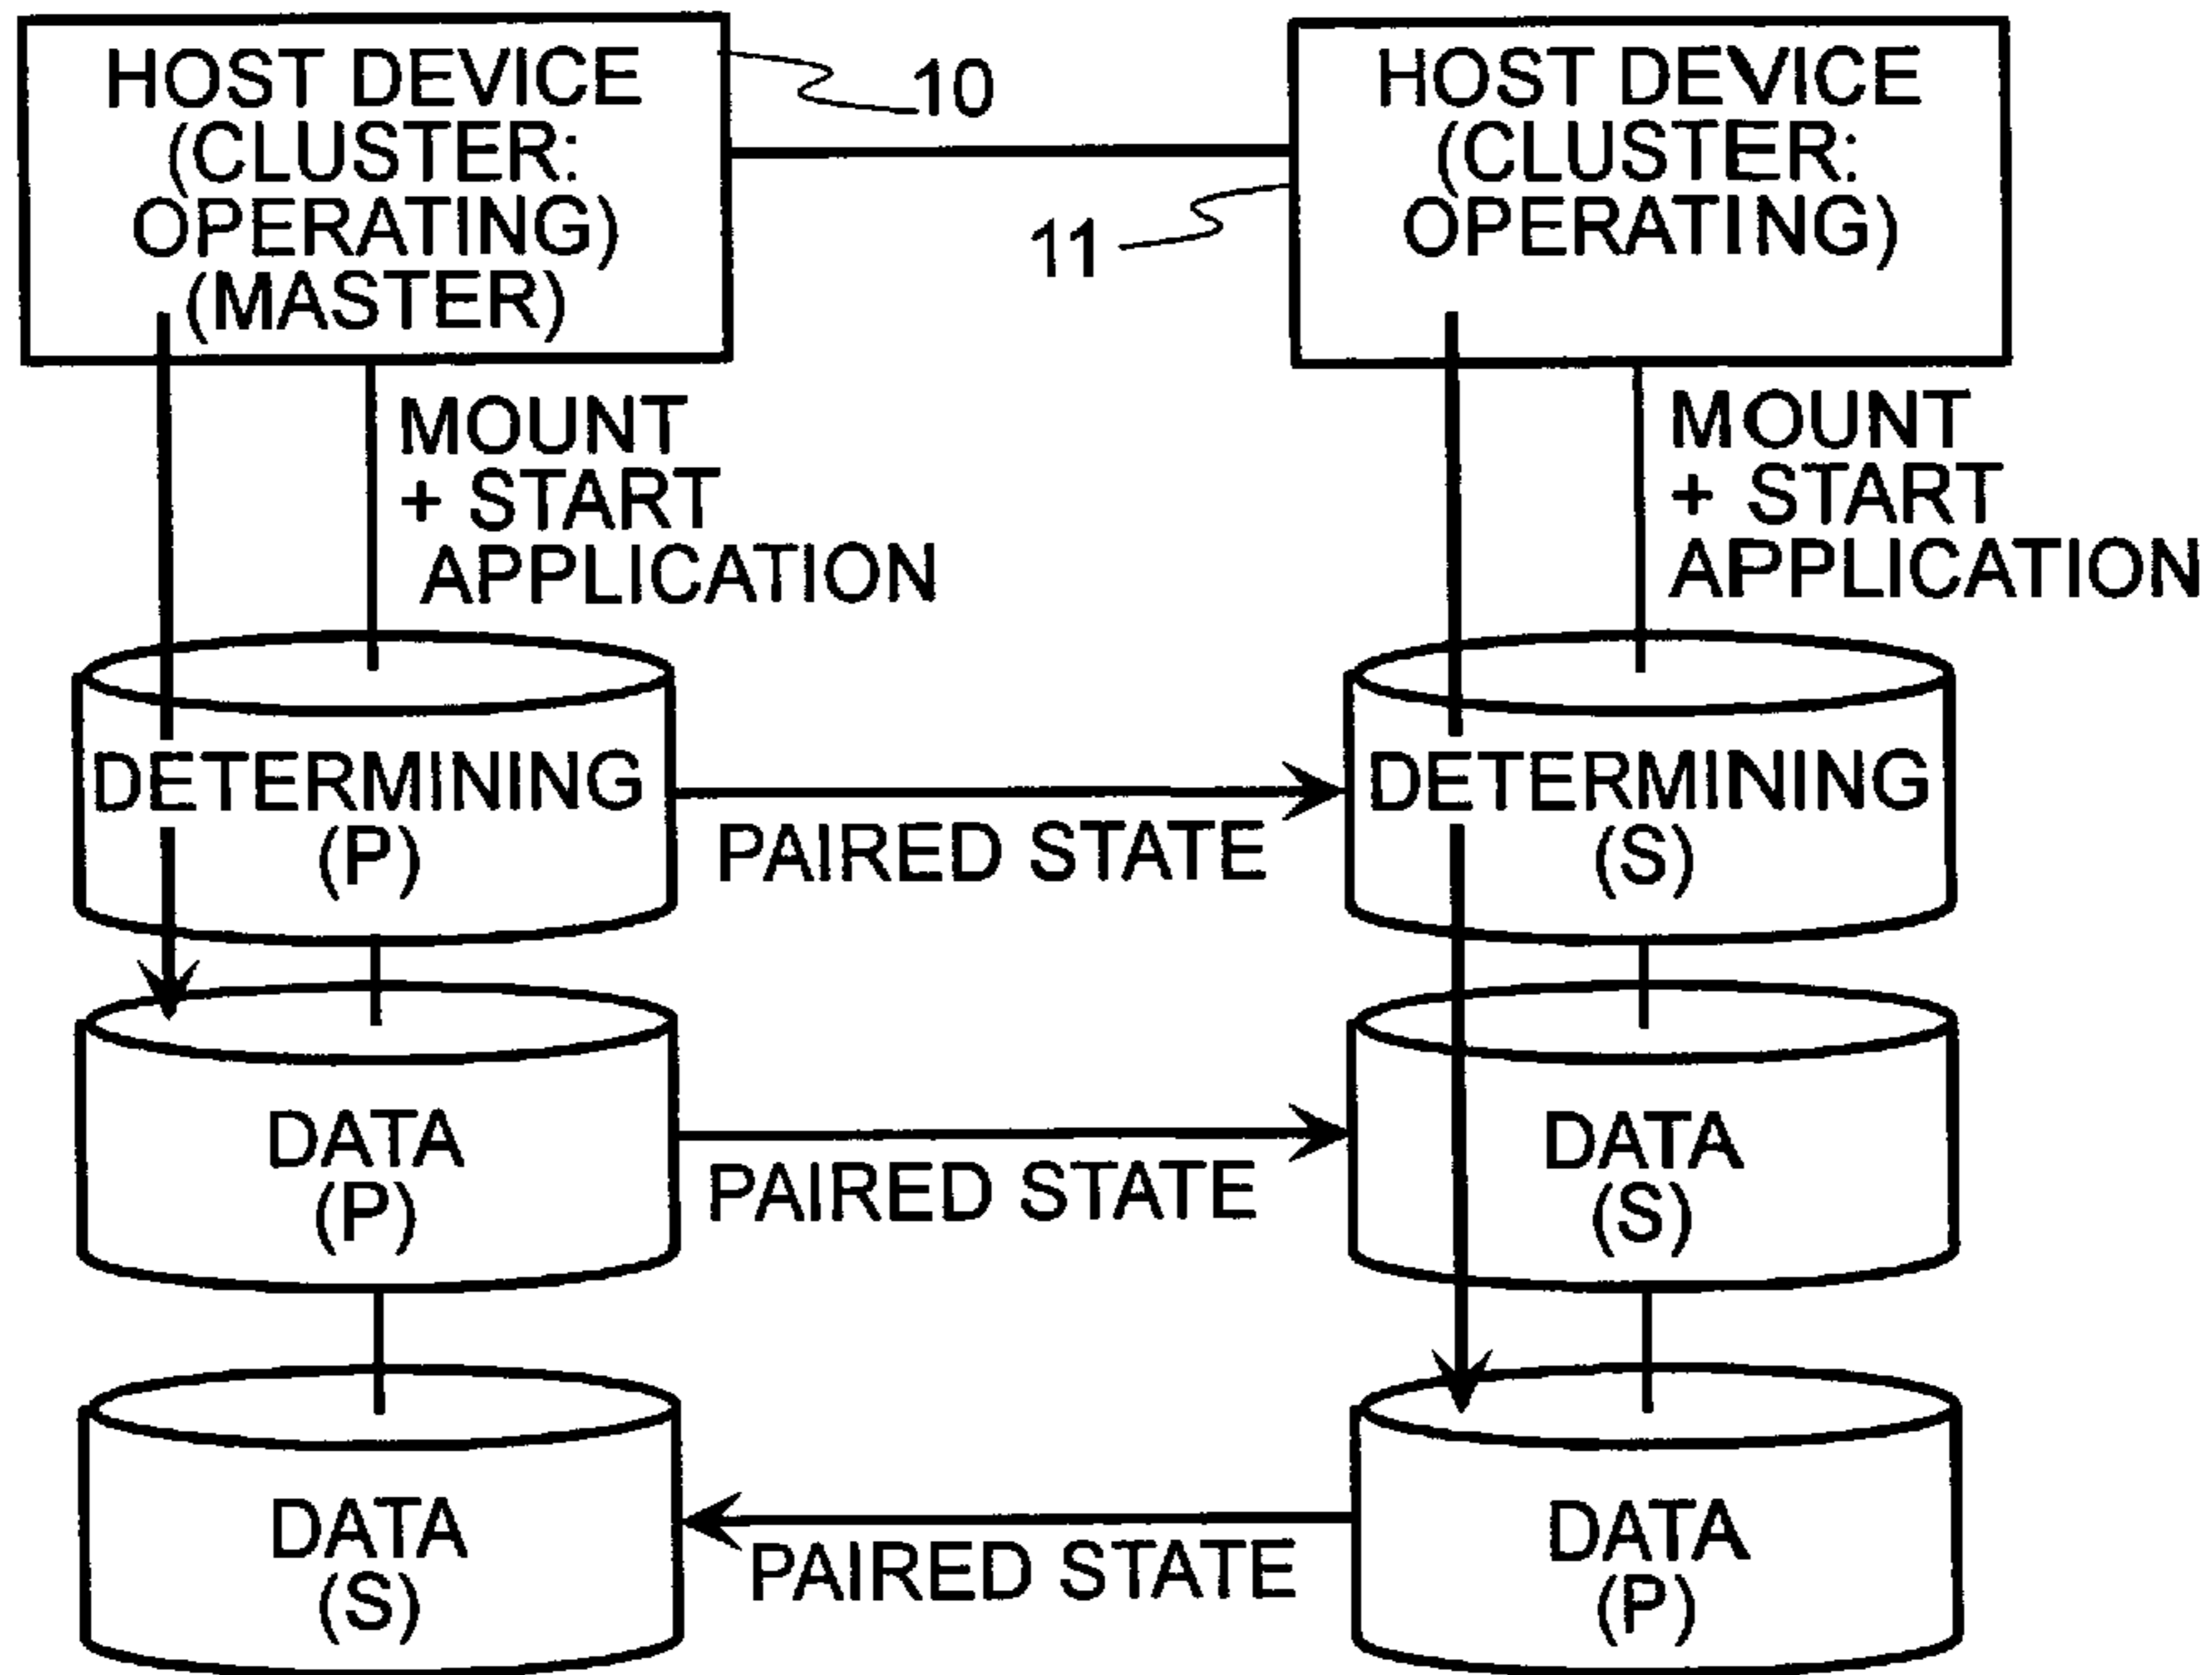 HOST DEVICE
(CLUSTER:
OPERATING)
(MASTER)
10
HOST DEVICE
(CLUSTER:
OPERATING)
11
MOUNT
+ START
APPLICATION
MOUNT
+ START
APPLICATION
DETERMINING
(P)
PAIRED STATE
DETERMINING
(S)
DATA
(P)
PAIRED STATE
DATA
(S)
DATA
(S)
PAIRED STATE
DATA
(P)